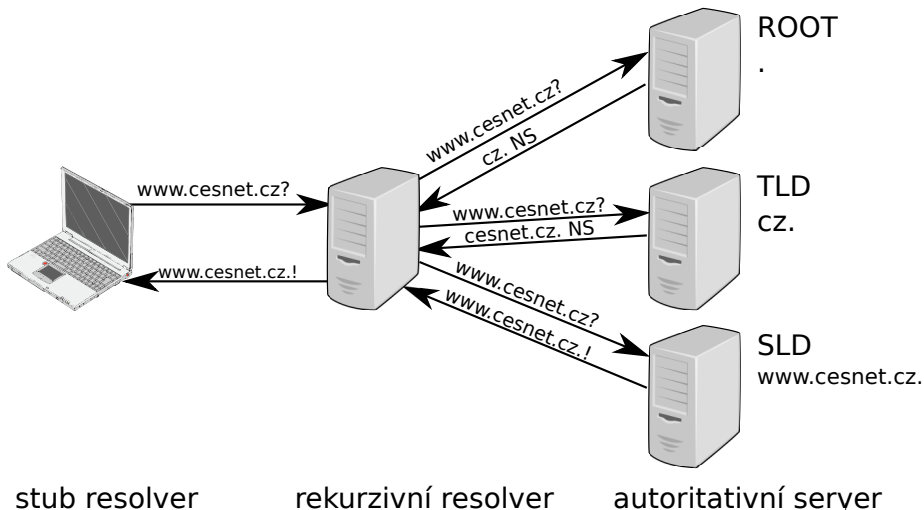 ROOT
.
www.cesnet.cz?
cz. NS
www.cesnet.cz?
TLD
cz.
www.cesnet.cz?
cesnet.cz. NS
www.cesnet.cz.!
www.cesnet.cz?
www.cesnet.cz.!
SLD
www.cesnet.cz.
stub resolver
rekurzivní resolver
autoritativní server